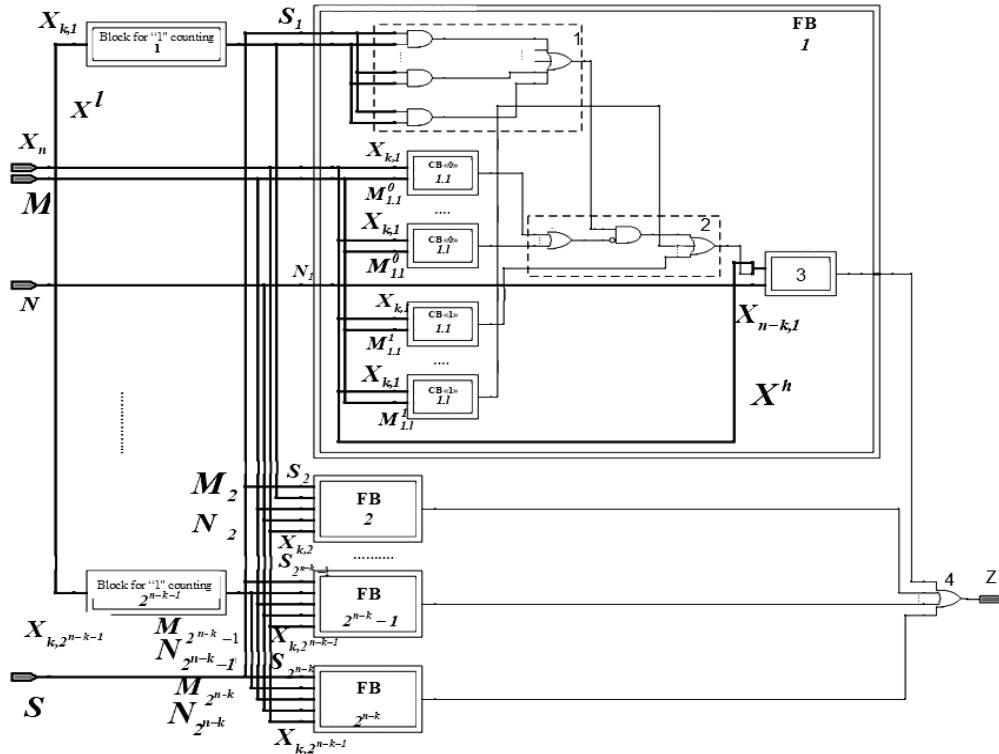 X_{k,1}
Block for "1" counting
1
S_1
FB
1
1
X^l
X_n
M
X_{k,1}
CB «0»
1.1
M^0_{1.1}
....
X_{k,1}
CB «0»
1.l
M^0_{1.l}
2
N
N_1
3
X_{k,1}
CB «1»
1.1
M^1_{1.1}
X_{n-k,1}
....
X_{k,1}
CB «1»
1.l
M^1_{1.l}
X^h
M_2
S_2
FB
2
N_2
X_{k,2}
..........
S_{2^{n-k}-1}
Block for "1" counting
2^{n-k-1}
FB
2^{n-k}-1
4
Z
X_{k,2^{n-k-1}}
M_{2^{n-k}-1}
N_{2^{n-k}-1}
X_{k,2^{n-k-1}}
S_{2^{n-k}}
S
M_{2^{n-k}}
N_{2^{n-k}}
FB
2^{n-k}
X_{k,2^{n-k-1}}